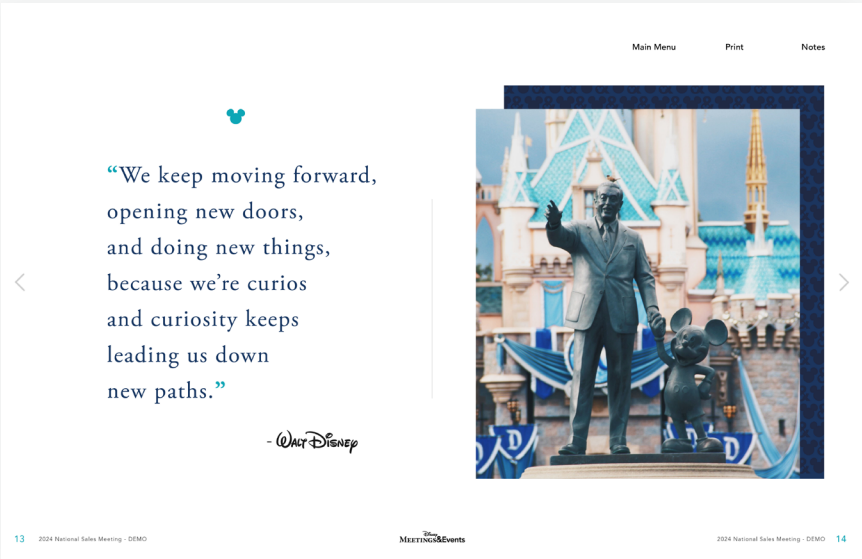 Main Menu
Print
Notes
“We keep moving forward,
opening new doors,
and doing new things,
because we’re curios
and curiosity keeps
leading us down
new paths.”
- Walt Disney
D
D
13
2024 National Sales Meeting - DEMO
Disney
Meetings&Events
2024 National Sales Meeting - DEMO
14